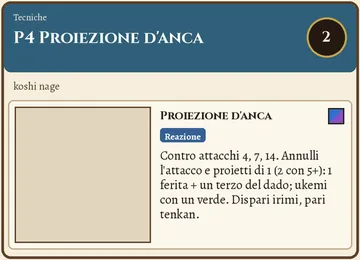 Tecniche
P4 Proiezione d'anca
2
koshi nage
Proiezione d'anca
Reazione
Contro attacchi 4, 7, 14. Annulli
l'attacco e proietti di 1 (2 con 5+): 1
ferita + un terzo del dado; ukemi
con un verde. Dispari irimi, pari
tenkan.